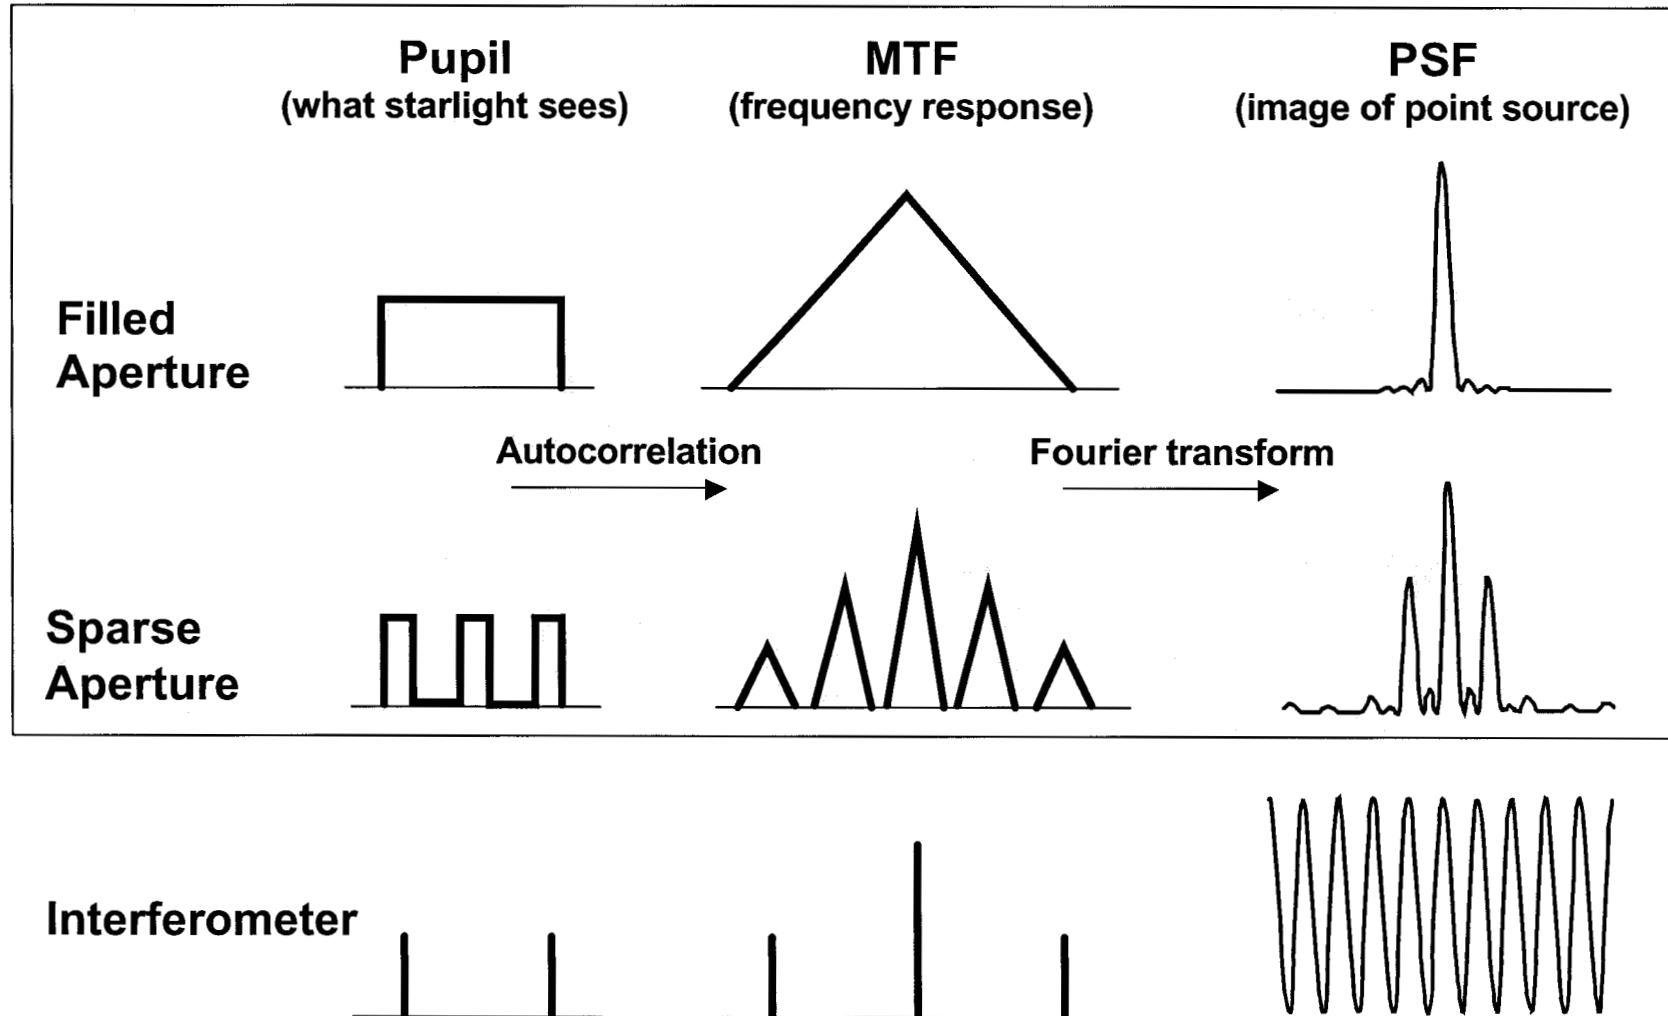 Pupil
(what starlight sees)
MTF
(frequency response)
PSF
(image of point source)
Filled
Aperture
Autocorrelation
Fourier transform
Sparse
Aperture
Interferometer